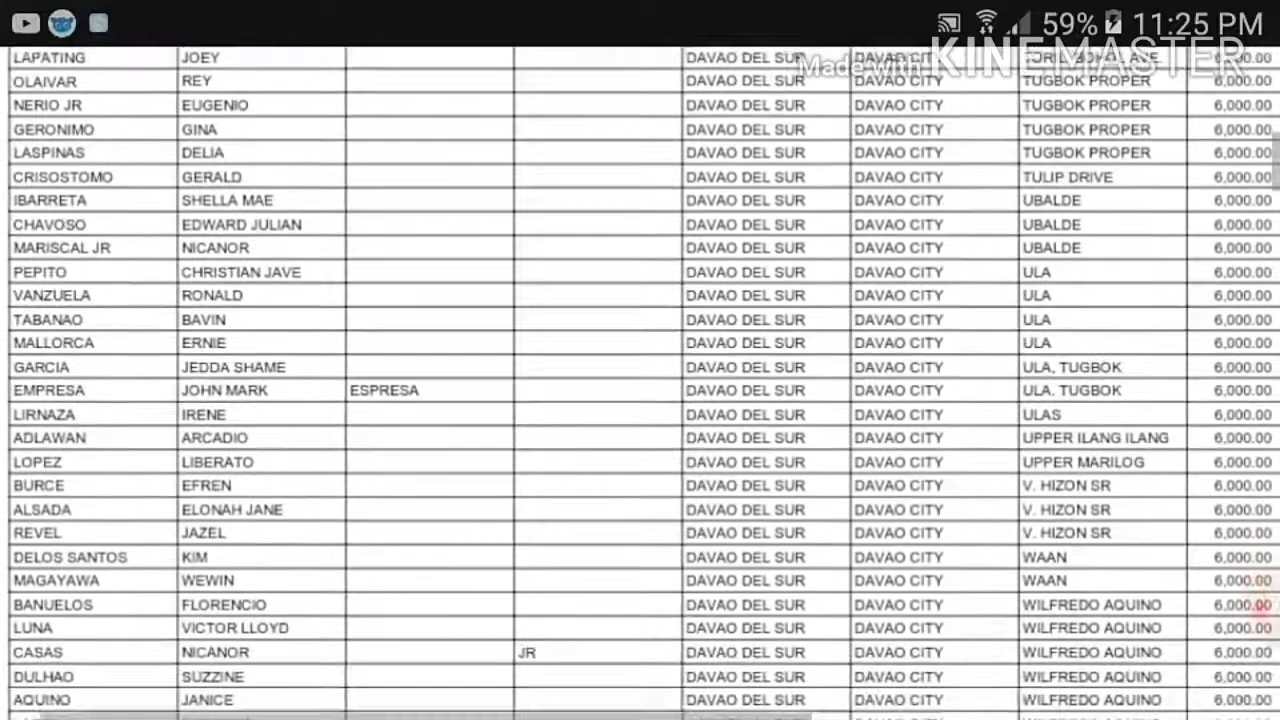 59% 11:25 PM
Made with KINEMASTER
LAPATING JOEY DAVAO DEL SUR DAVAO CITY
OLAIVAR REY DAVAO DEL SUR DAVAO CITY TUGBOK PROPER 6,000.00
NERIO JR EUGENIO DAVAO DEL SUR DAVAO CITY TUGBOK PROPER 6,000.00
GERONIMO GINA DAVAO DEL SUR DAVAO CITY TUGBOK PROPER 6,000.00
LASPINAS DELIA DAVAO DEL SUR DAVAO CITY TUGBOK PROPER 6,000.00
CRISOSTOMO GERALD DAVAO DEL SUR DAVAO CITY TULIP DRIVE 6,000.00
IBARRETA SHELLA MAE DAVAO DEL SUR DAVAO CITY UBALDE 6,000.00
CHAVOSO EDWARD JULIAN DAVAO DEL SUR DAVAO CITY UBALDE 6,000.00
MARISCAL JR NICANOR DAVAO DEL SUR DAVAO CITY UBALDE 6,000.00
PEPITO CHRISTIAN JAVE DAVAO DEL SUR DAVAO CITY ULA 6,000.00
VANZUELA RONALD DAVAO DEL SUR DAVAO CITY ULA 6,000.00
TABANAO BAVIN DAVAO DEL SUR DAVAO CITY ULA 6,000.00
MALLORCA ERNIE DAVAO DEL SUR DAVAO CITY ULA 6,000.00
GARCIA JEDDA SHAME DAVAO DEL SUR DAVAO CITY ULA, TUGBOK 6,000.00
EMPRESA JOHN MARK ESPRESA DAVAO DEL SUR DAVAO CITY ULA. TUGBOK 6,000.00
LIRNAZA IRENE DAVAO DEL SUR DAVAO CITY ULAS 6,000.00
ADLAWAN ARCADIO DAVAO DEL SUR DAVAO CITY UPPER ILANG ILANG 6,000.00
LOPEZ LIBERATO DAVAO DEL SUR DAVAO CITY UPPER MARILOG 6,000.00
BURCE EFREN DAVAO DEL SUR DAVAO CITY V. HIZON SR 6,000.00
ALSADA ELONAH JANE DAVAO DEL SUR DAVAO CITY V. HIZON SR 6,000.00
REVEL JAZEL DAVAO DEL SUR DAVAO CITY V. HIZON SR 6,000.00
DELOS SANTOS KIM DAVAO DEL SUR DAVAO CITY WAAN 6,000.00
MAGAYAWA WEWIN DAVAO DEL SUR DAVAO CITY WAAN 6,000.00
BANUELOS FLORENCIO DAVAO DEL SUR DAVAO CITY WILFREDO AQUINO 6,000.00
LUNA VICTOR LLOYD DAVAO DEL SUR DAVAO CITY WILFREDO AQUINO 6,000.00
CASAS NICANOR JR DAVAO DEL SUR DAVAO CITY WILFREDO AQUINO 6,000.00
DULHAO SUZZINE DAVAO DEL SUR DAVAO CITY WILFREDO AQUINO 6,000.00
AQUINO JANICE DAVAO DEL SUR DAVAO CITY WILFREDO AQUINO 6,000.00